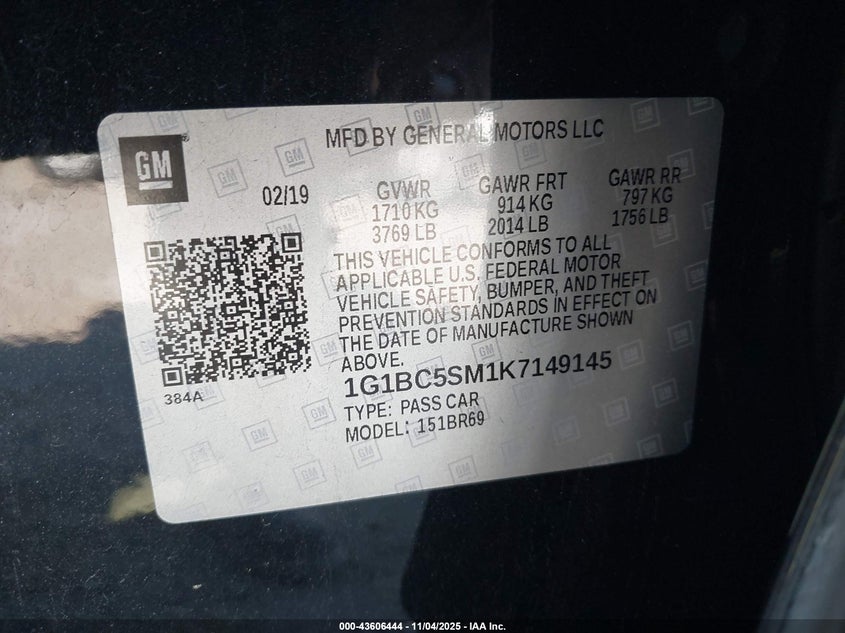 GM
MFD BY GENERAL MOTORS LLC
02/19
GVWR
1710 KG
3769 LB
GAWR FRT
914 KG
2014 LB
GAWR RR
797 KG
1756 LB
THIS VEHICLE CONFORMS TO ALL
APPLICABLE U.S. FEDERAL MOTOR
VEHICLE SAFETY, BUMPER, AND THEFT
PREVENTION STANDARDS IN EFFECT ON
THE DATE OF MANUFACTURE SHOWN
ABOVE.
1G1BC5SM1K7149145
TYPE: PASS CAR
MODEL: 151BR69
384A
000-43606444 - 11/04/2025 - IAA Inc.